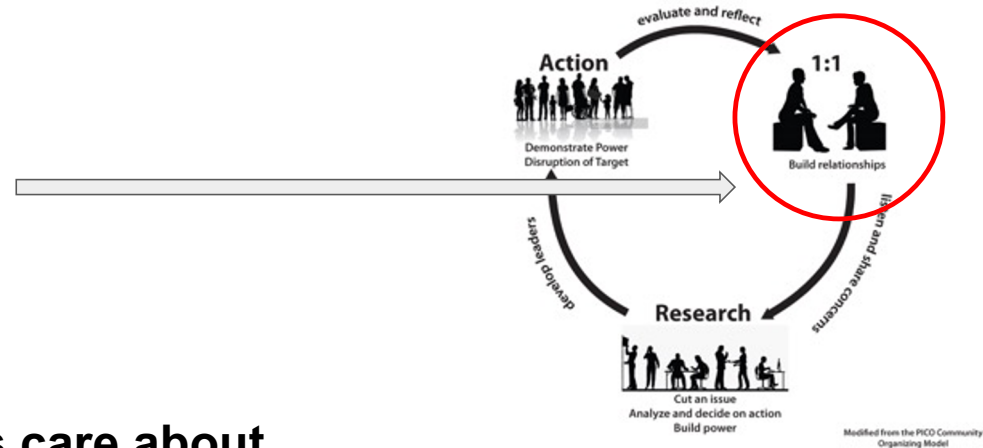 evaluate and reflect
Action
1:1
Demonstrate Power
Disruption of Target
Build relationships
listen and share concerns
develop leaders
Research
Cut an issue
Analyze and decide on action
Build power
care about
Modified from the PICO Community
Organizing Model